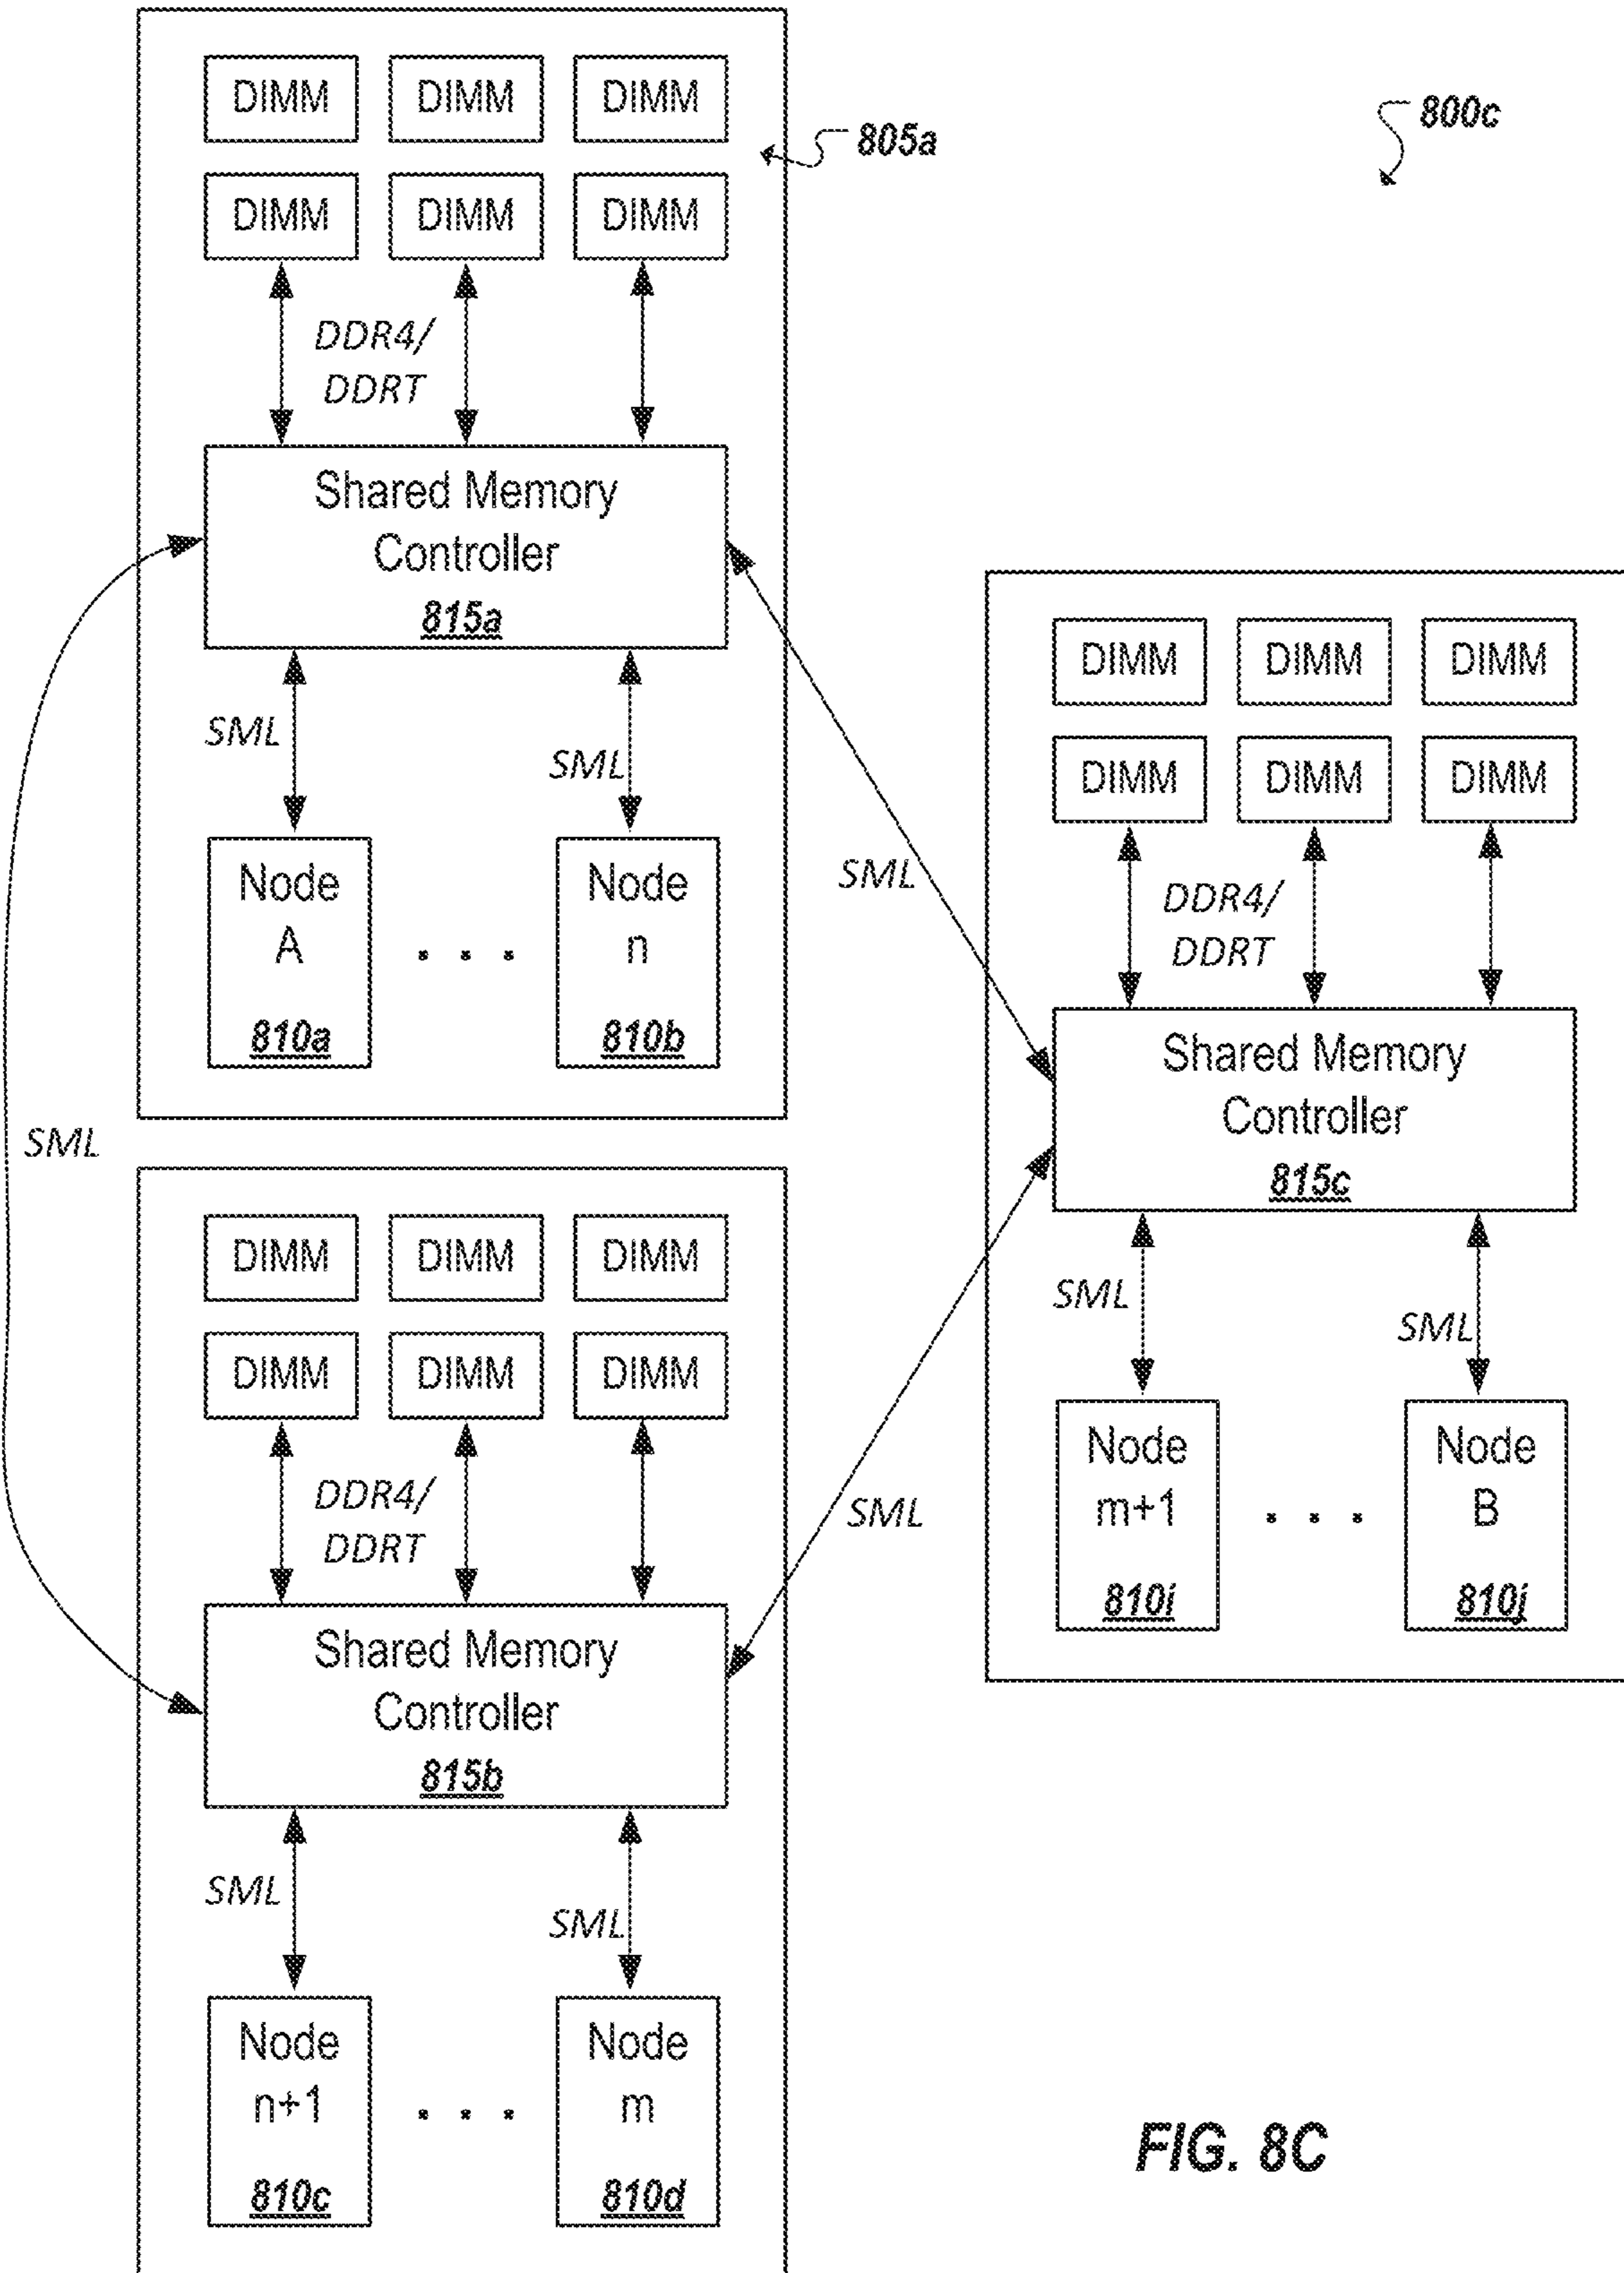 DIMM DIMM DIMM
805a
800c
DIMM DIMM DIMM
DDR4/
DDRT
Shared Memory
Controller
815a
SML
SML
Node
A
810a
. . .
Node
n
810b
SML
SML
DIMM DIMM DIMM
DIMM DIMM DIMM
DDR4/
DDRT
Shared Memory
Controller
815c
SML
SML
Node
m+1
810i
. . .
Node
B
810j
SML
DIMM DIMM DIMM
DIMM DIMM DIMM
DDR4/
DDRT
Shared Memory
Controller
815b
SML
SML
Node
n+1
810c
. . .
Node
m
810d
FIG. 8C